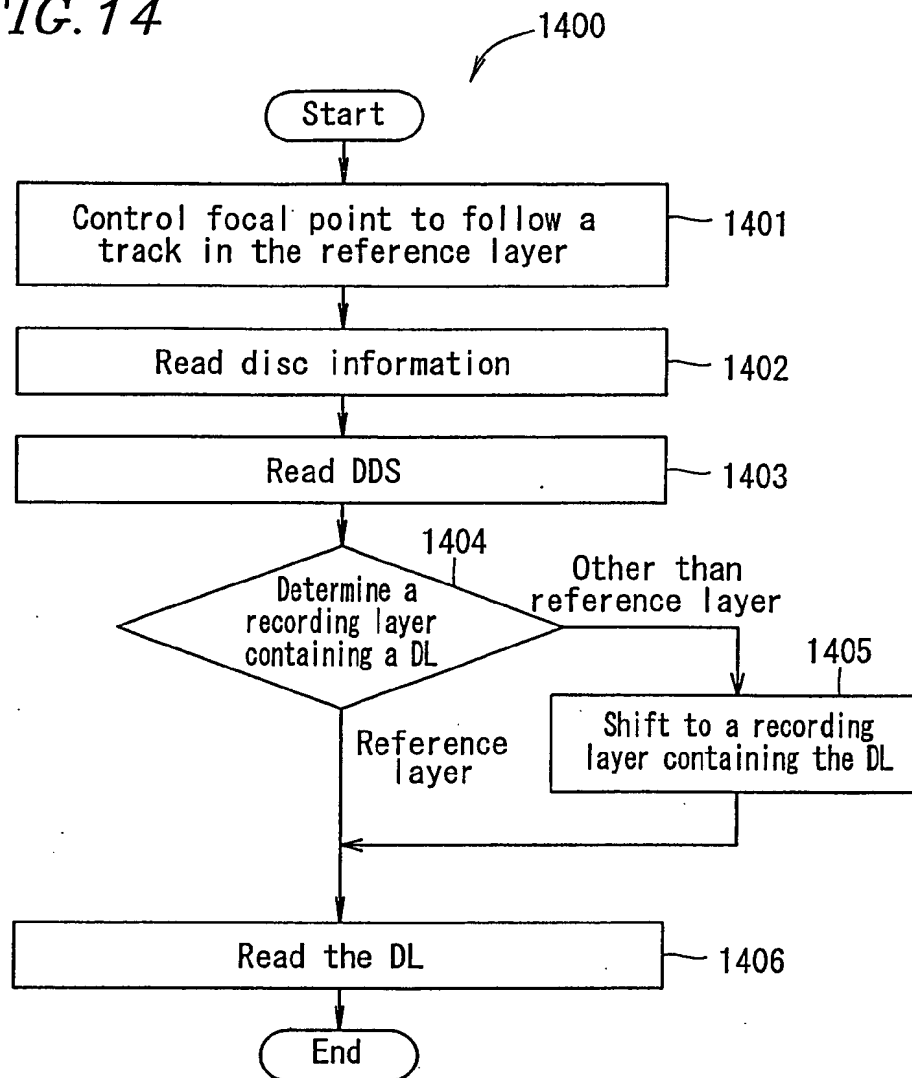 FIG. 14
1400
Start
Control focal point to follow a
track in the reference layer
1401
Read disc information
1402
Read DDS
1403
1404
Determine a
recording layer
containing a DL
Other than
reference layer
1405
Shift to a recording
layer containing the DL
Reference
layer
Read the DL
1406
End